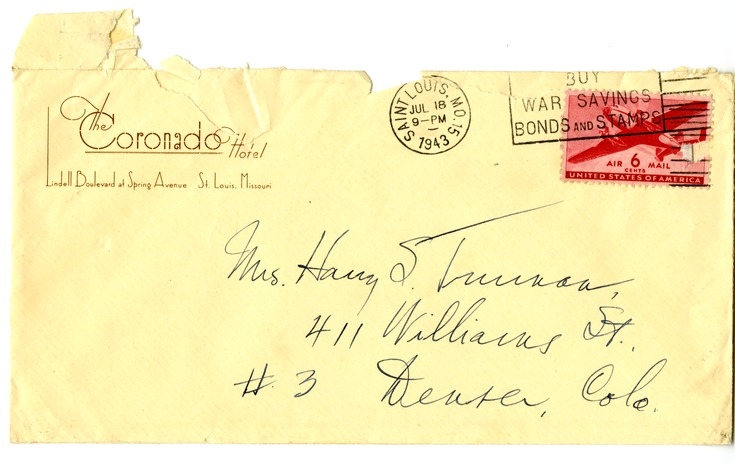 The Coronado Hotel
Lindell Boulevard at Spring Avenue St. Louis, Missouri
SAINT LOUIS, MO. 15
JUL 18
9-PM
1943
BUY
WAR SAVINGS
BONDS AND STAMPS
AIR 6 MAIL
CENTS
UNITED STATES OF AMERICA
Mrs. Harry S. Truman,
411 Williams St.
#3 Denver, Colo.